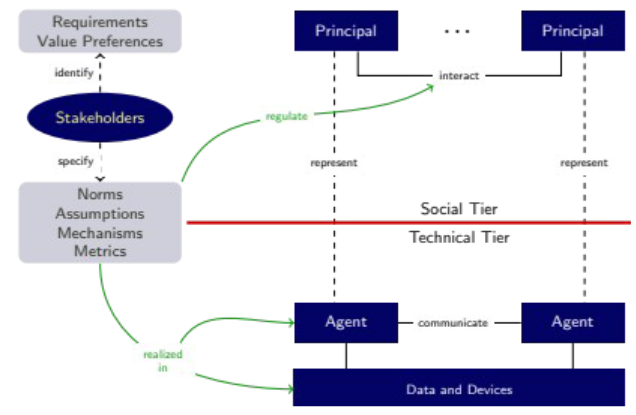 Requirements
Value Preferences
identify
Stakeholders
specify
Norms
Assumptions
Mechanisms
Metrics
Principal
...
Principal
interact
regulate
represent
represent
Social Tier
Technical Tier
Agent
communicate
Agent
realized
in
Data and Devices